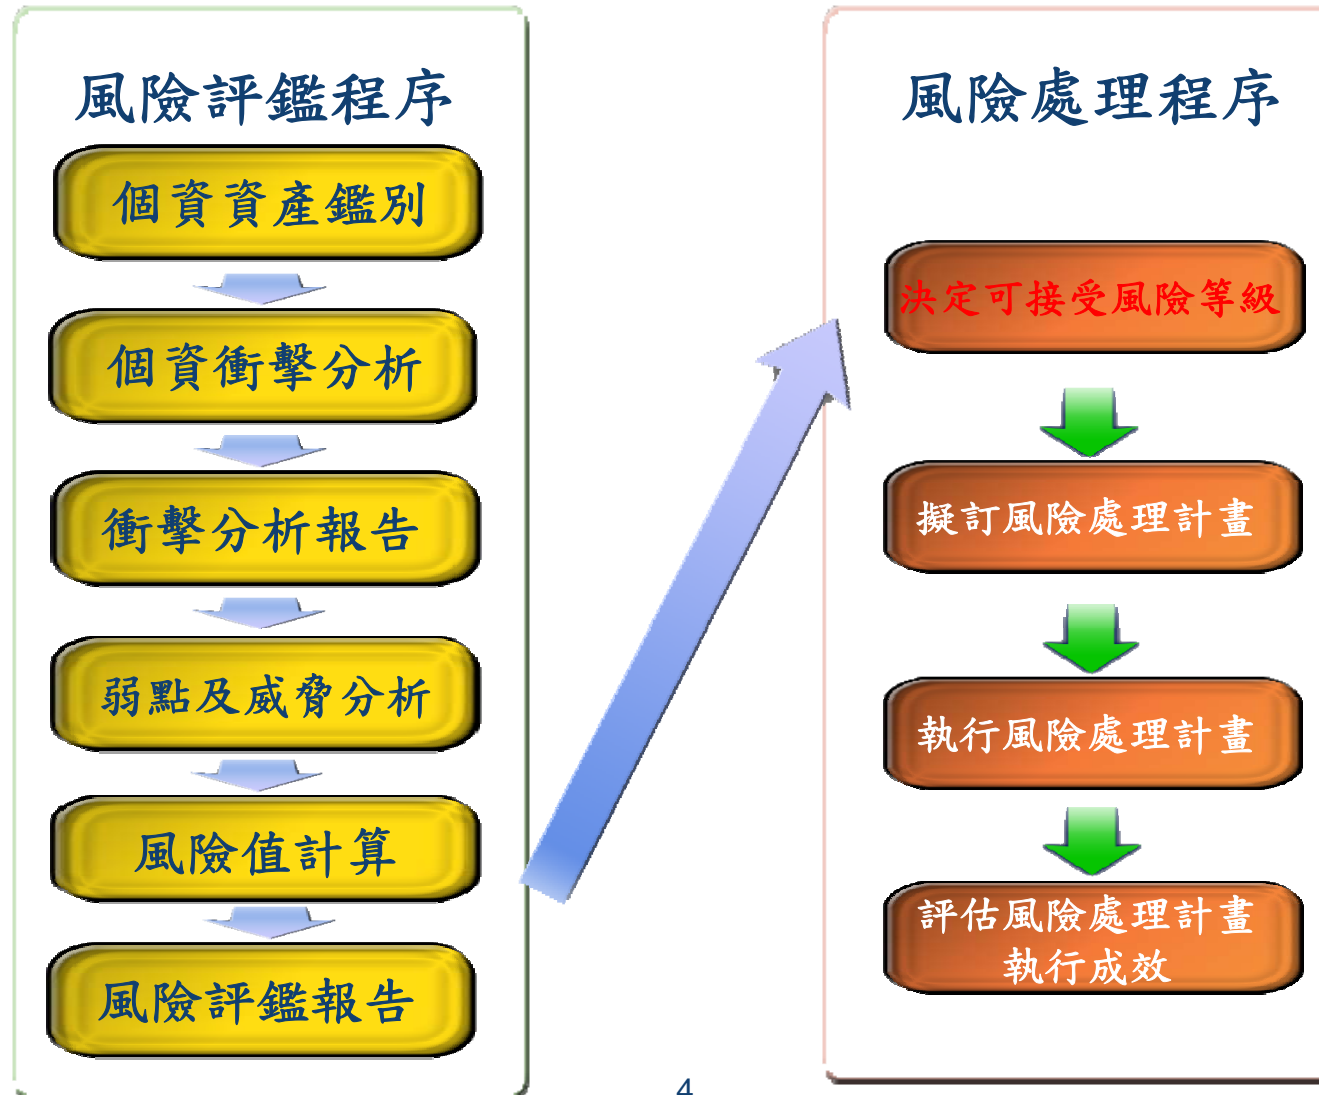 風險評鑑程序
個資資產鑑別
個資衝擊分析
衝擊分析報告
弱點及威脅分析
風險值計算
風險評鑑報告
風險處理程序
決定可接受風險等級
擬訂風險處理計畫
執行風險處理計畫
評估風險處理計畫
執行成效
4